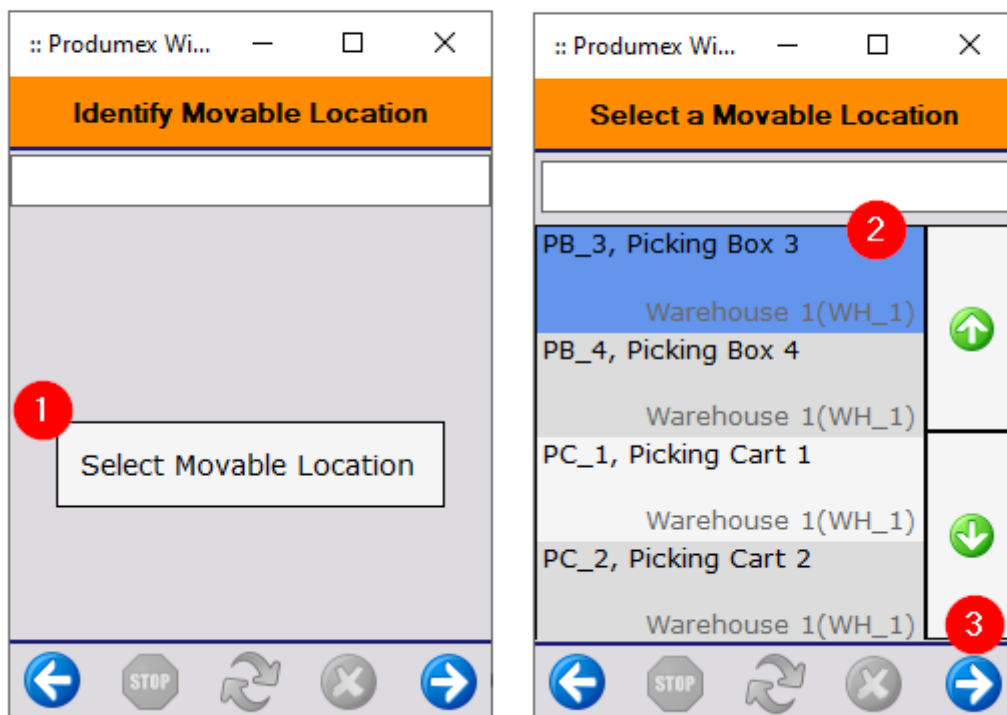 :: Produmex Wi...
Identify Movable Location
1
Select Movable Location
STOP
:: Produmex Wi...
Select a Movable Location
2
PB_3, Picking Box 3
Warehouse 1(WH_1)
PB_4, Picking Box 4
Warehouse 1(WH_1)
PC_1, Picking Cart 1
Warehouse 1(WH_1)
PC_2, Picking Cart 2
Warehouse 1(WH_1)
3
STOP